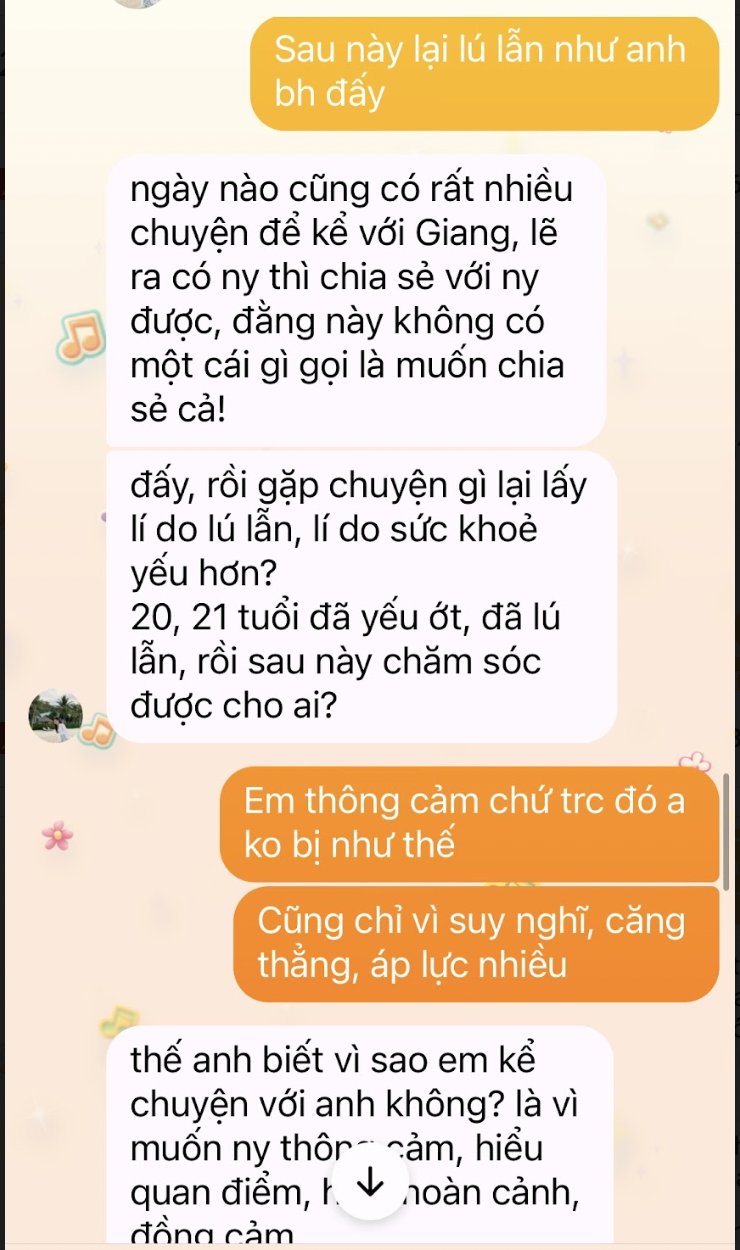 Sau này lại lú lẫn như anh
bh đấy
ngày nào cũng có rất nhiều
chuyện để kể với Giang, lẽ
ra có ny thì chia sẻ với ny
được, đằng này không có
một cái gì gọi là muốn chia
sẻ cả!
đấy, rồi gặp chuyện gì lại lấy
lí do lú lẫn, lí do sức khoẻ
yếu hơn?
20, 21 tuổi đã yếu ớt, đã lú
lẫn, rồi sau này chăm sóc
được cho ai?
Em thông cảm chứ trc đó a
ko bị như thế
Cũng chỉ vì suy nghĩ, căng
thẳng, áp lực nhiều
thế anh biết vì sao em kể
chuyện với anh không? là vì
muốn ny thông cảm, hiểu
quan điểm, hoàn cảnh,
đồng cảm